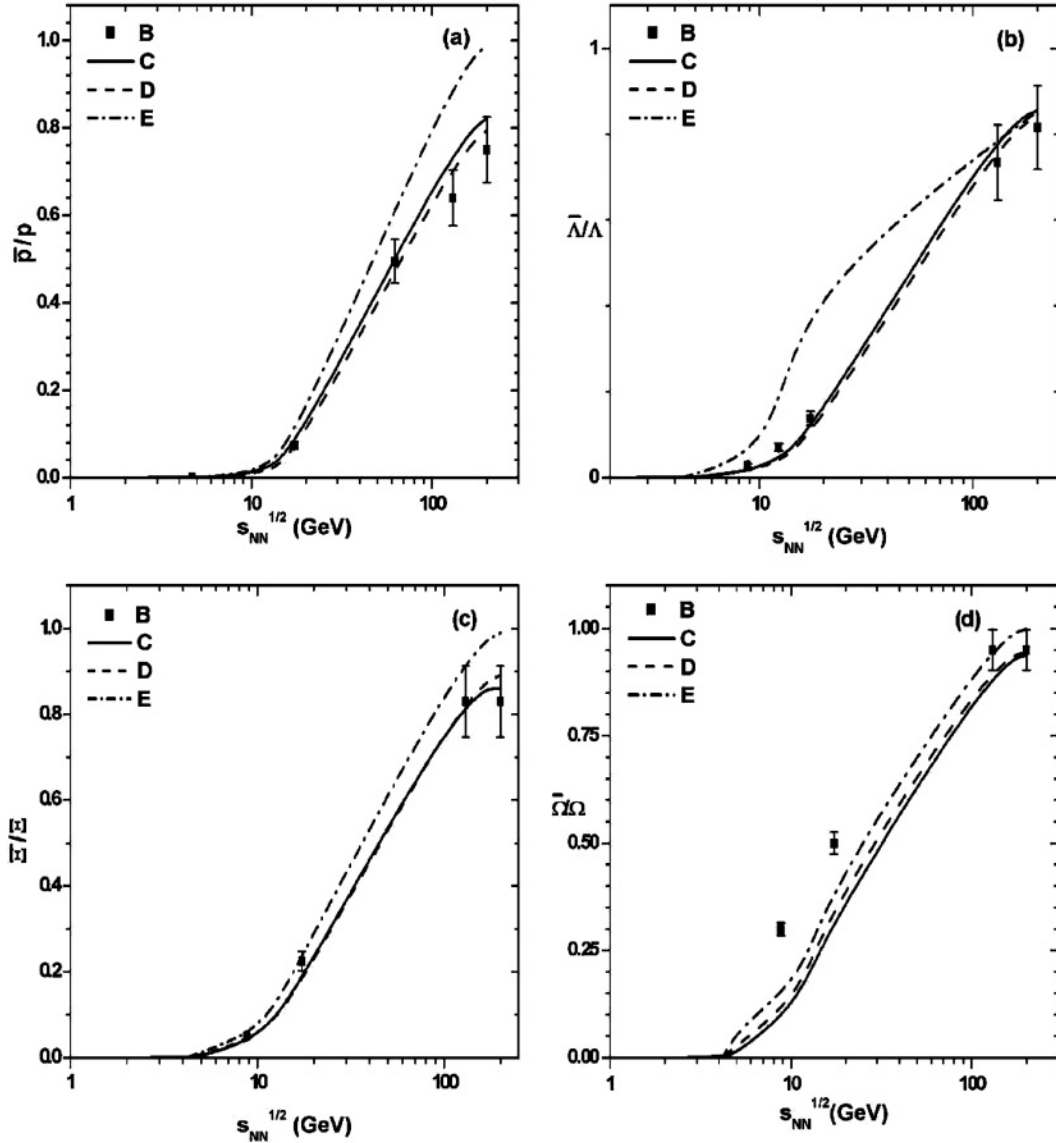 (a)
B
C
D
E
1.0
0.8
0.6
0.4
0.2
0.0
p̅/p
1 10 100
s_NN^1/2 (GeV)
(b)
B
C
D
E
1
0
Λ̅/Λ
10 100
s_NN^1/2 (GeV)
(c)
B
C
D
E
1.0
0.8
0.6
0.4
0.2
0.0
Ξ̅/Ξ
1 10 100
s_NN^1/2 (GeV)
(d)
B
C
D
E
1.00
0.75
0.50
0.25
0.00
Ω̅/Ω
1 10 100
s_NN^1/2(GeV)